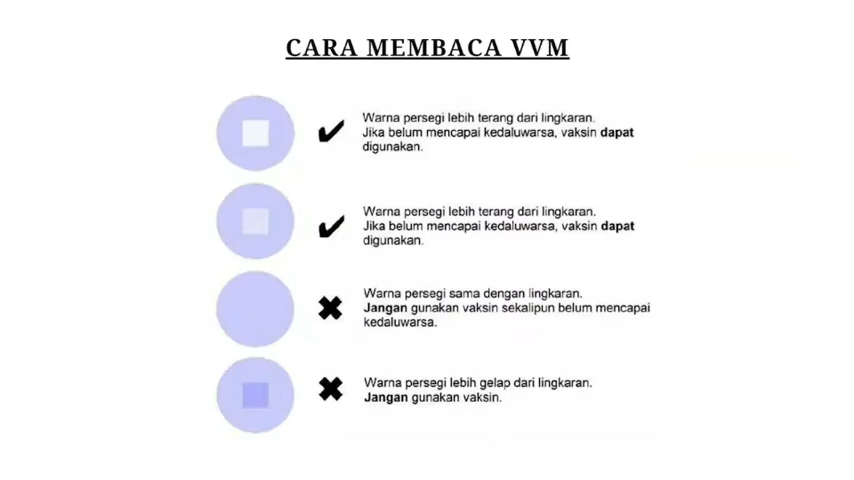 CARA MEMBACA VVM
Warna persegi lebih terang dari lingkaran.
Jika belum mencapai kedaluwarsa, vaksin dapat
digunakan.
Warna persegi lebih terang dari lingkaran.
Jika belum mencapai kedaluwarsa, vaksin dapat
digunakan.
Warna persegi sama dengan lingkaran.
Jangan gunakan vaksin sekalipun belum mencapai
kedaluwarsa.
Warna persegi lebih gelap dari lingkaran.
Jangan gunakan vaksin.